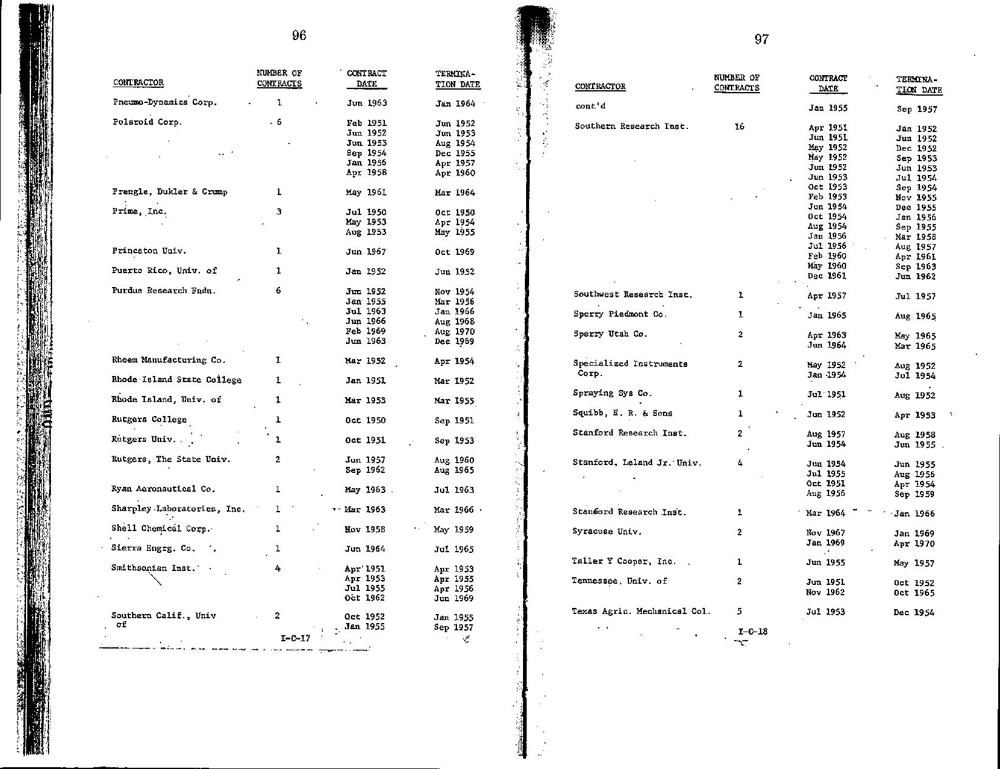 96
NUMBER OF CONTRACT TERMINA-
CONTRACTOR CONTRACTS DATE TION DATE
Pneumo-Dynamics Corp. 1 Jun 1963 Jan 1964
Polaroid Corp. 6 Feb 1951 Jun 1952
Jun 1952 Jun 1953
Jun 1953 Aug 1954
Sep 1954 Dec 1955
Jan 1956 Apr 1957
Apr 1958 Apr 1960
Prengle, Dukler & Crump 1 May 1961 Mar 1964
Prime, Inc. 3 Jul 1950 Oct 1950
May 1953 Apr 1954
Aug 1953 May 1955
Princeton Univ. 1 Jun 1967 Oct 1969
Puerto Rico, Univ. of 1 Jan 1952 Jun 1952
Purdue Research Fndn. 6 Jun 1952 Nov 1954
Jan 1955 Mar 1956
Jul 1963 Jan 1966
Jun 1966 Aug 1968
Feb 1969 Aug 1970
Jun 1963 Dec 1969
Rheem Manufacturing Co. 1 Mar 1952 Apr 1954
Rhode Island State College 1 Jan 1951 Mar 1952
Rhode Island, Univ. of 1 Mar 1953 Mar 1955
Rutgers College 1 Oct 1950 Sep 1951
Rutgers Univ. 1 Oct 1951 Sep 1953
Rutgers, The State Univ. 2 Jun 1957 Aug 1960
Sep 1962 Aug 1965
Ryan Aeronautical Co. 1 May 1963 Jul 1963
Sharpley Laboratories, Inc. 1 Mar 1963 Mar 1966
Shell Chemical Corp. 1 Nov 1958 May 1959
Sierra Engrg. Co. 1 Jun 1964 Jul 1965
Smithsonian Inst. 4 Apr 1951 Apr 1953
Apr 1953 Apr 1955
Jul 1955 Apr 1956
Oct 1962 Jun 1969
Southern Calif., Univ 2 Oct 1952 Jan 1955
of Jan 1955 Sep 1957
I-C-17
97
NUMBER OF CONTRACT TERMINA-
CONTRACTOR CONTRACTS DATE TION DATE
cont'd Jan 1955 Sep 1957
Southern Research Inst. 16 Apr 1951 Jan 1952
Jun 1951 Jun 1952
May 1952 Dec 1952
May 1952 Sep 1953
Jun 1952 Jun 1953
Jun 1953 Jul 1954
Oct 1953 Sep 1954
Feb 1953 Nov 1955
Jun 1954 Dec 1955
Oct 1954 Jan 1956
Aug 1954 Sep 1955
Jan 1956 Mar 1958
Jul 1956 Aug 1957
Feb 1960 Apr 1961
May 1960 Sep 1963
Dec 1961 Jun 1962
Southwest Research Inst. 1 Apr 1957 Jul 1957
Sperry Piedmont Co. 1 Jan 1965 Aug 1965
Sperry Utah Co. 2 Apr 1963 May 1965
Jun 1964 Mar 1965
Specialized Instruments 2 May 1952 Aug 1952
Corp. Jan 1954 Jul 1954
Spraying Sys Co. 1 Jul 1951 Aug 1952
Squibb, E. R. & Sons 1 Jun 1952 Apr 1953
Stanford Research Inst. 2 Aug 1957 Aug 1958
Jun 1954 Jun 1955
Stanford, Leland Jr. Univ. 4 Jun 1954 Jun 1955
Jul 1955 Aug 1956
Oct 1951 Apr 1954
Aug 1956 Sep 1959
Stanford Research Inst. 1 Mar 1964 Jan 1966
Syracuse Univ. 2 Nov 1967 Jan 1969
Jan 1969 Apr 1970
Taller Y Cooper, Inc. 1 Jun 1955 May 1957
Tennessee, Univ. of 2 Jun 1951 Oct 1952
Nov 1962 Oct 1965
Texas Agric. Mechanical Col. 5 Jul 1953 Dec 1954
I-C-18